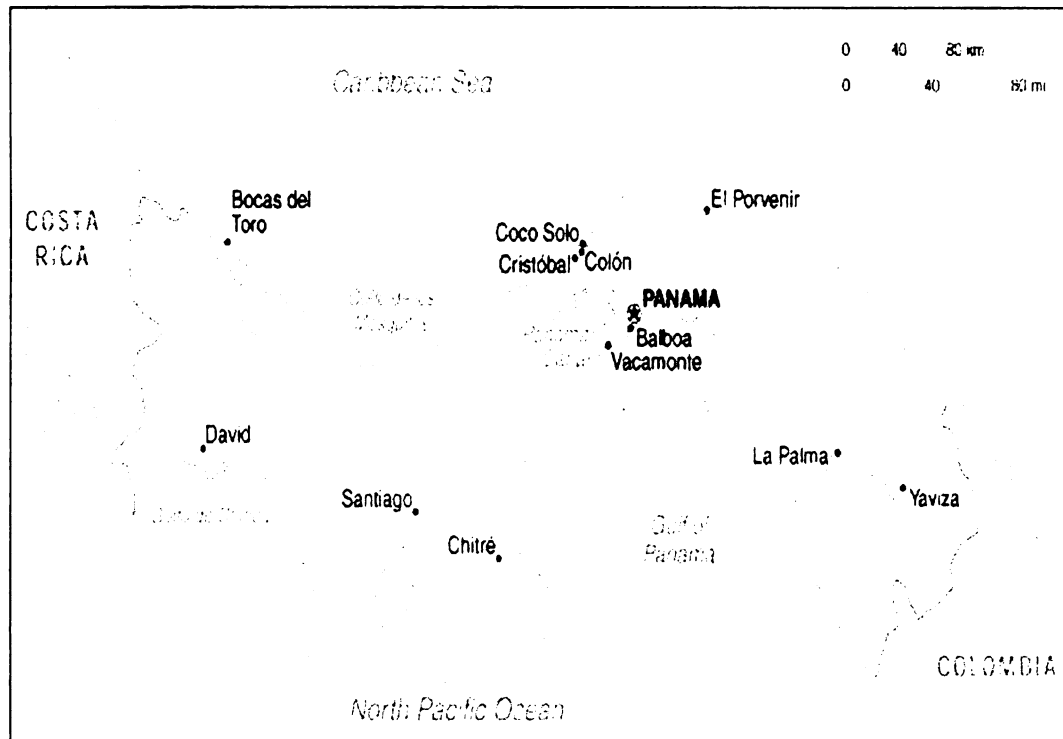 0 40 80 km
0 40 80 mi
Caribbean Sea
COSTA
RICA
Bocas del
Toro
El Porvenir
Coco Solo
Cristóbal
Colón
PANAMA
Balboa
Panama
Vacamonte
David
La Palma
Yaviza
Santiago
Chitré
Gulf of
Panama
COLOMBIA
North Pacific Ocean